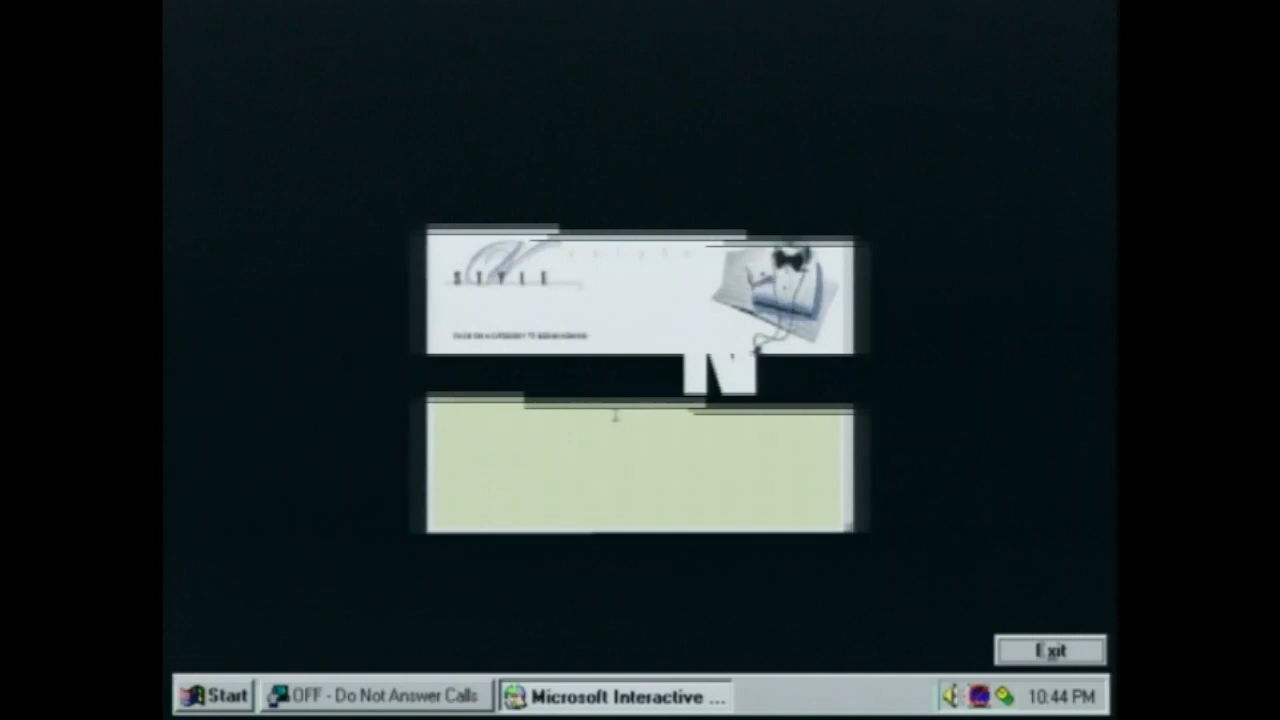 STYLE
N
Exit
Start
OFF - Do Not Answer Calls
Microsoft Interactive ...
10:44 PM